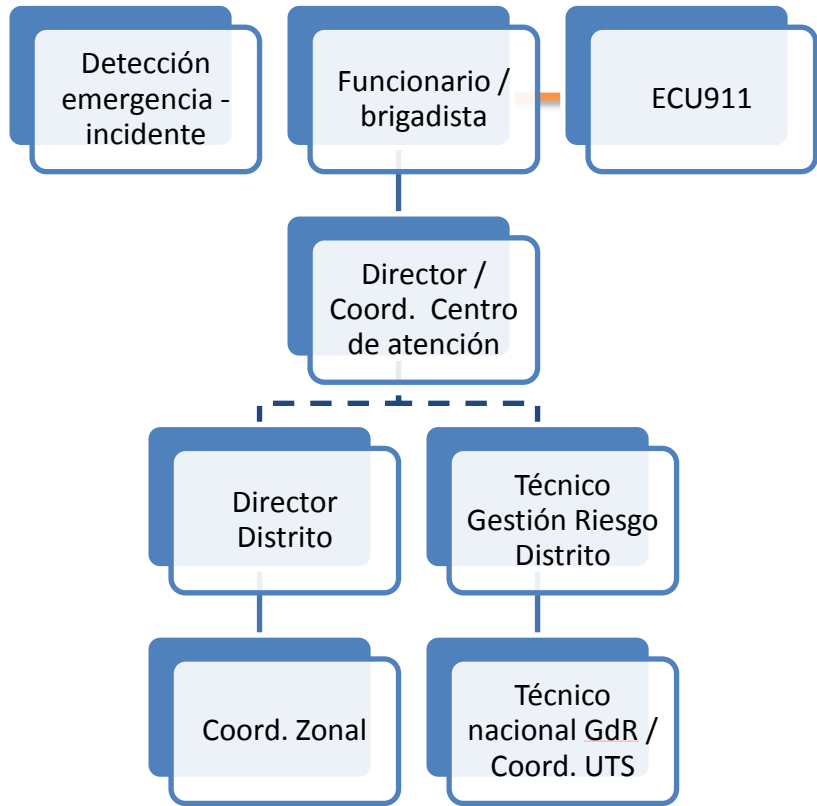 Detección
emergencia -
incidente
Funcionario /
brigadista
ECU911
Director /
Coord. Centro
de atención
Director
Distrito
Técnico
Gestión Riesgo
Distrito
Coord. Zonal
Técnico
nacional GdR /
Coord. UTS